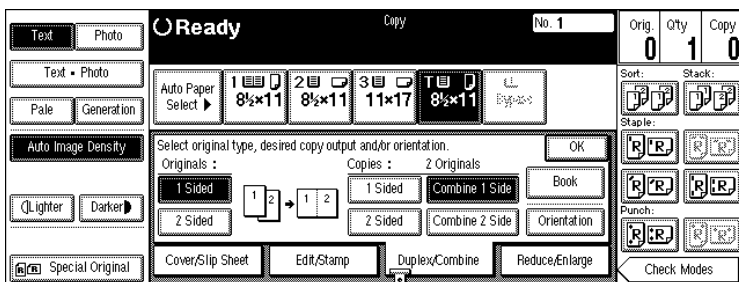 Text Photo
Text • Photo
Pale Generation
Auto Image Density
Lighter Darker
Special Original
Ready
Copy
No. 1
Orig. Q'ty Copy
0 1 0
Auto Paper Select ▶
1 8½×11
2 8½×11
3 11×17
T 8½×11
Bypass
Select original type, desired copy output and/or orientation.
OK
Originals :
Copies :
2 Originals
1 Sided
1 2 → 1 2
1 Sided
Combine 1 Side
Book
2 Sided
2 Sided
Combine 2 Side
Orientation
Cover/Slip Sheet
Edit/Stamp
Duplex/Combine
Reduce/Enlarge
Sort: Stack:
Staple:
Punch:
Check Modes